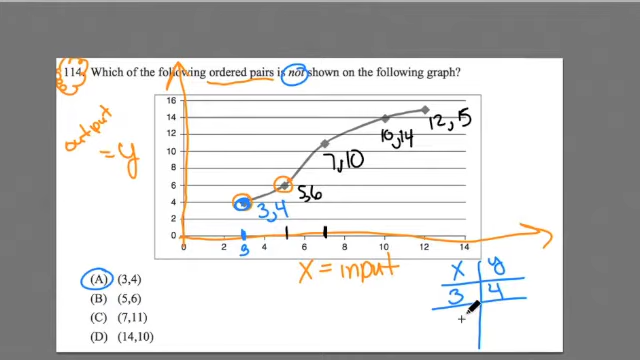 114. Which of the following ordered pairs is not shown on the following graph?
output
= y
16
14
12
10
8
6
4
2
0
0
2
4
6
8
10
12
14
3
3,4
5,6
7,10
10,14
12,15
x = input
x y
3 4
(A) (3,4)
(B) (5,6)
(C) (7,11)
(D) (14,10)